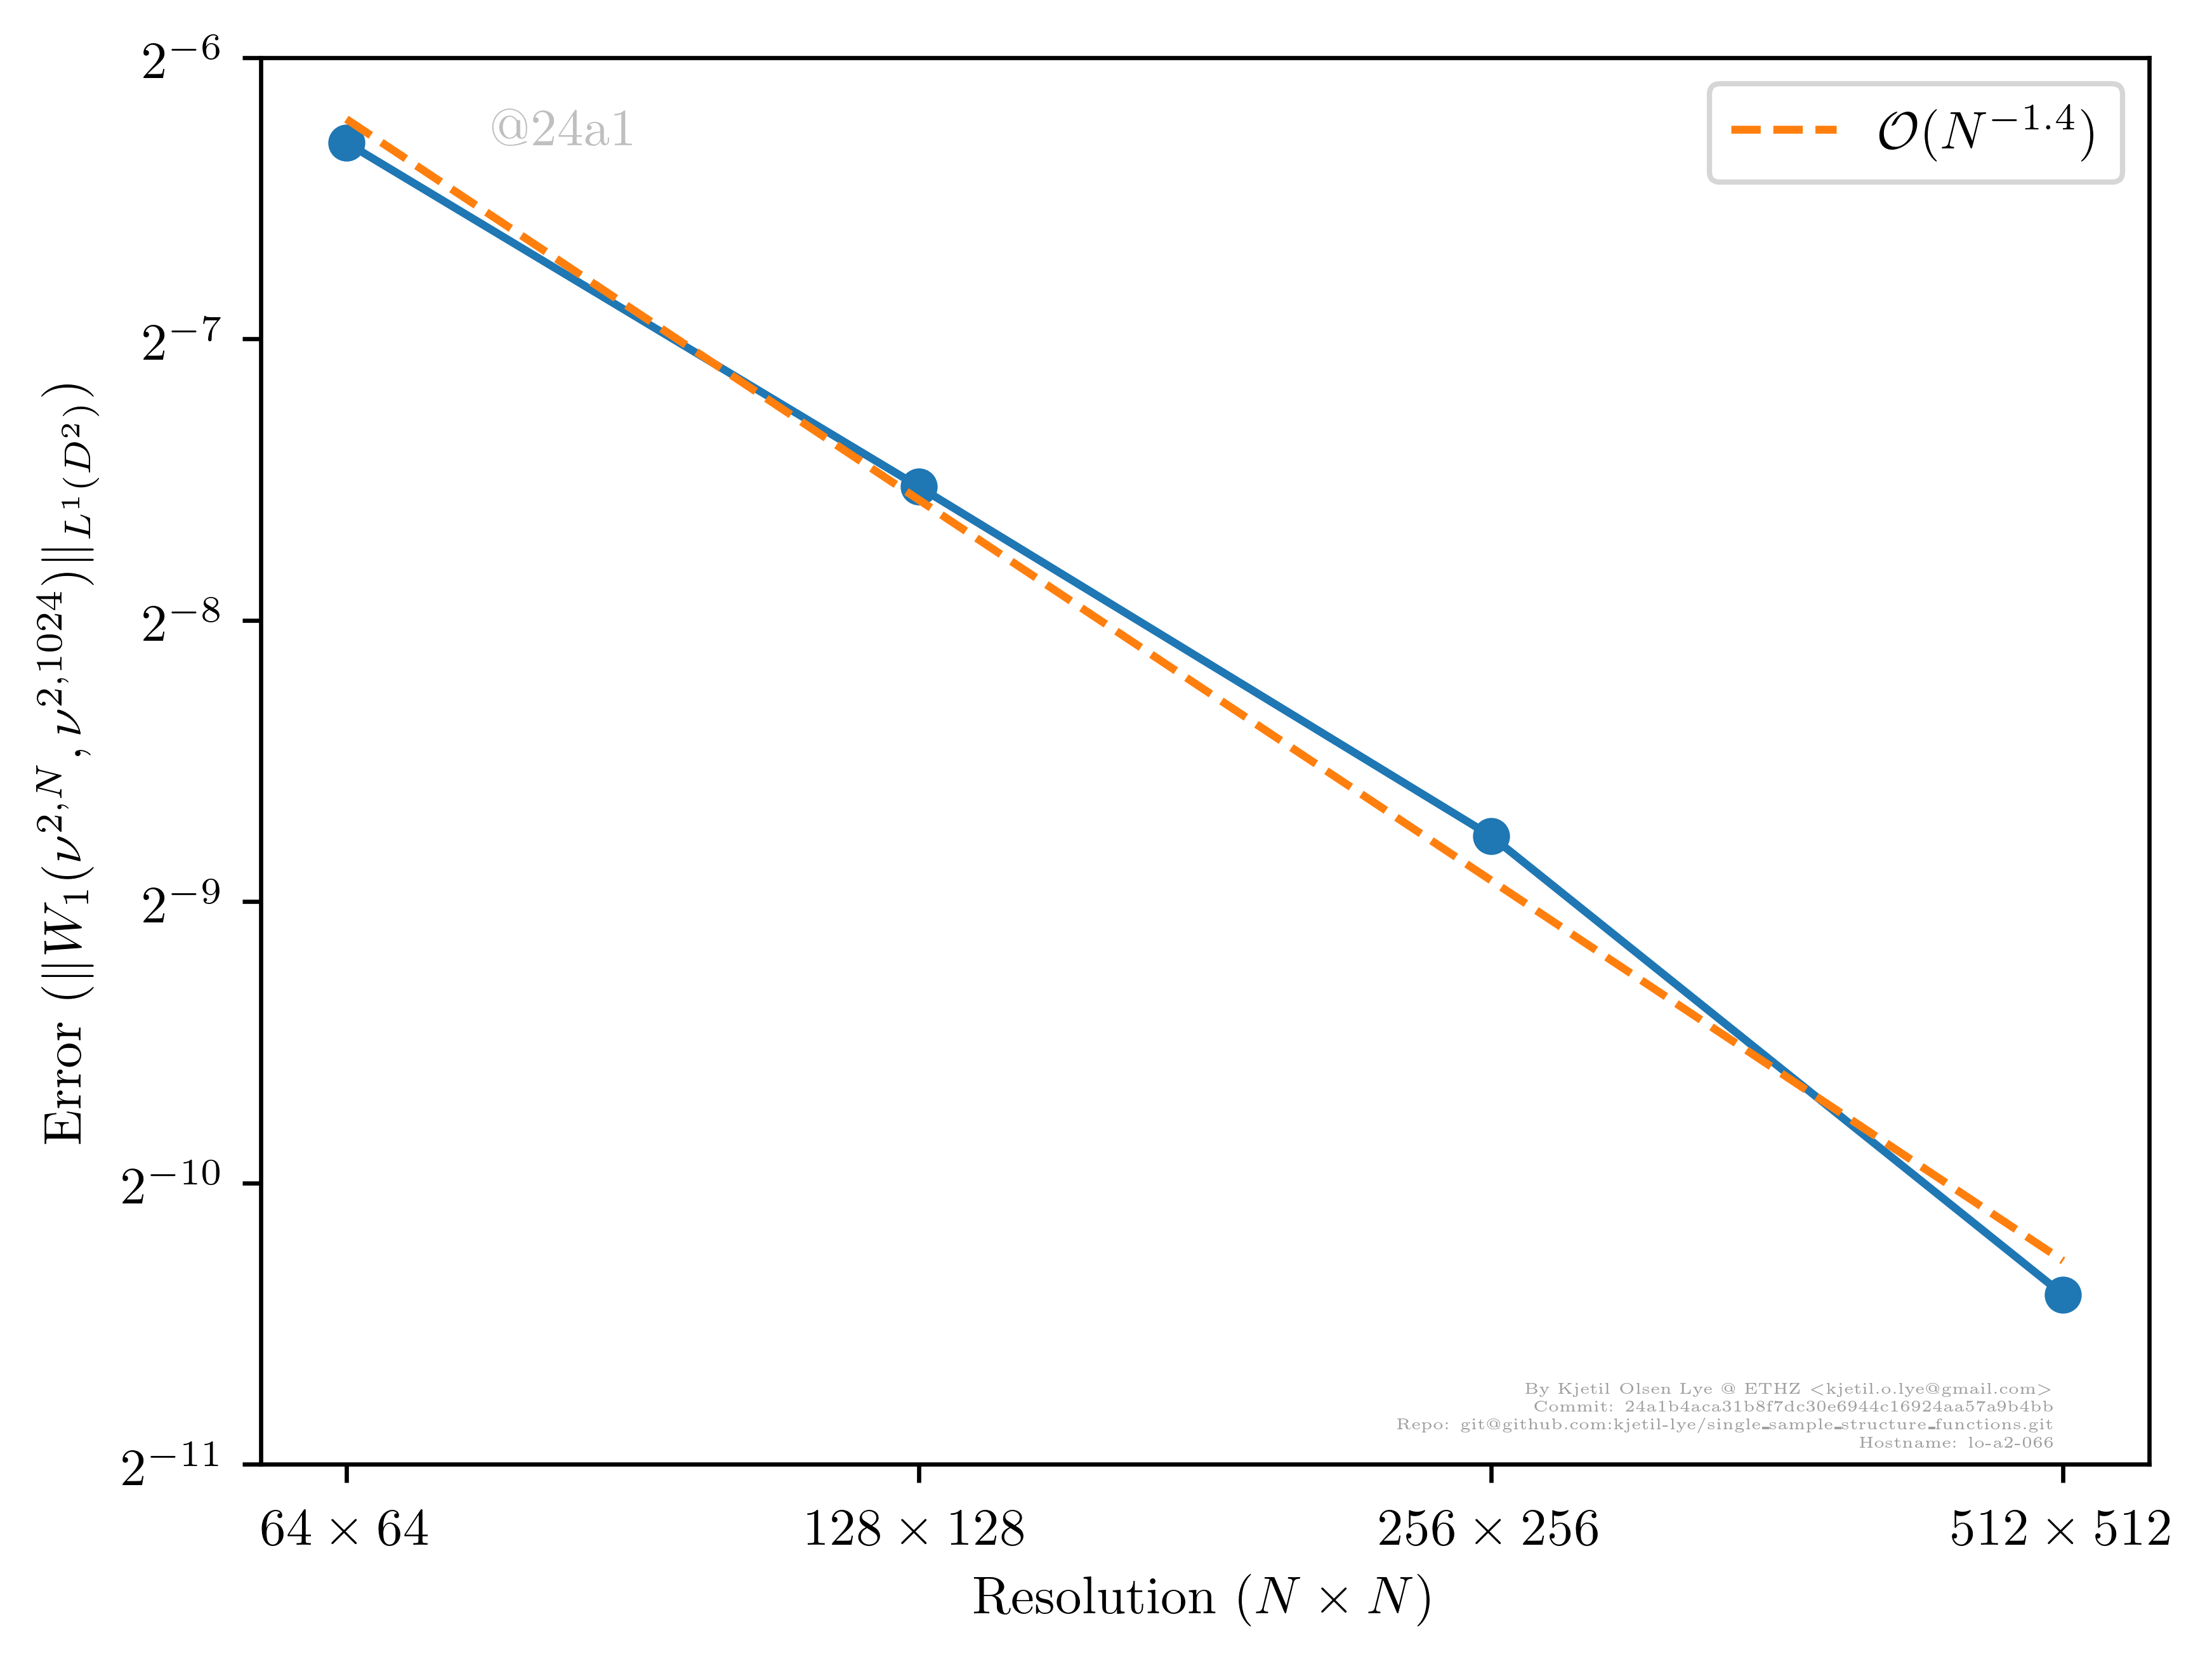 2^{-6}
@24a1
𝒪(N^{-1.4})
2^{-7}
2^{-8}
2^{-9}
2^{-10}
2^{-11}
Error (||W_1(ν^{2,N}, ν^{2,1024})||_{L^1(D^2)})
By Kjetil Olsen Lye @ ETHZ <kjetil.o.lye@gmail.com>
Commit: 24a1b4aca31b8f7dc30e6944c16924aa57a9b4bb
Repo: git@github.com:kjetil-lye/single_sample_structure_functions.git
Hostname: lo-a2-066
64 × 64
128 × 128
256 × 256
512 × 512
Resolution (N × N)